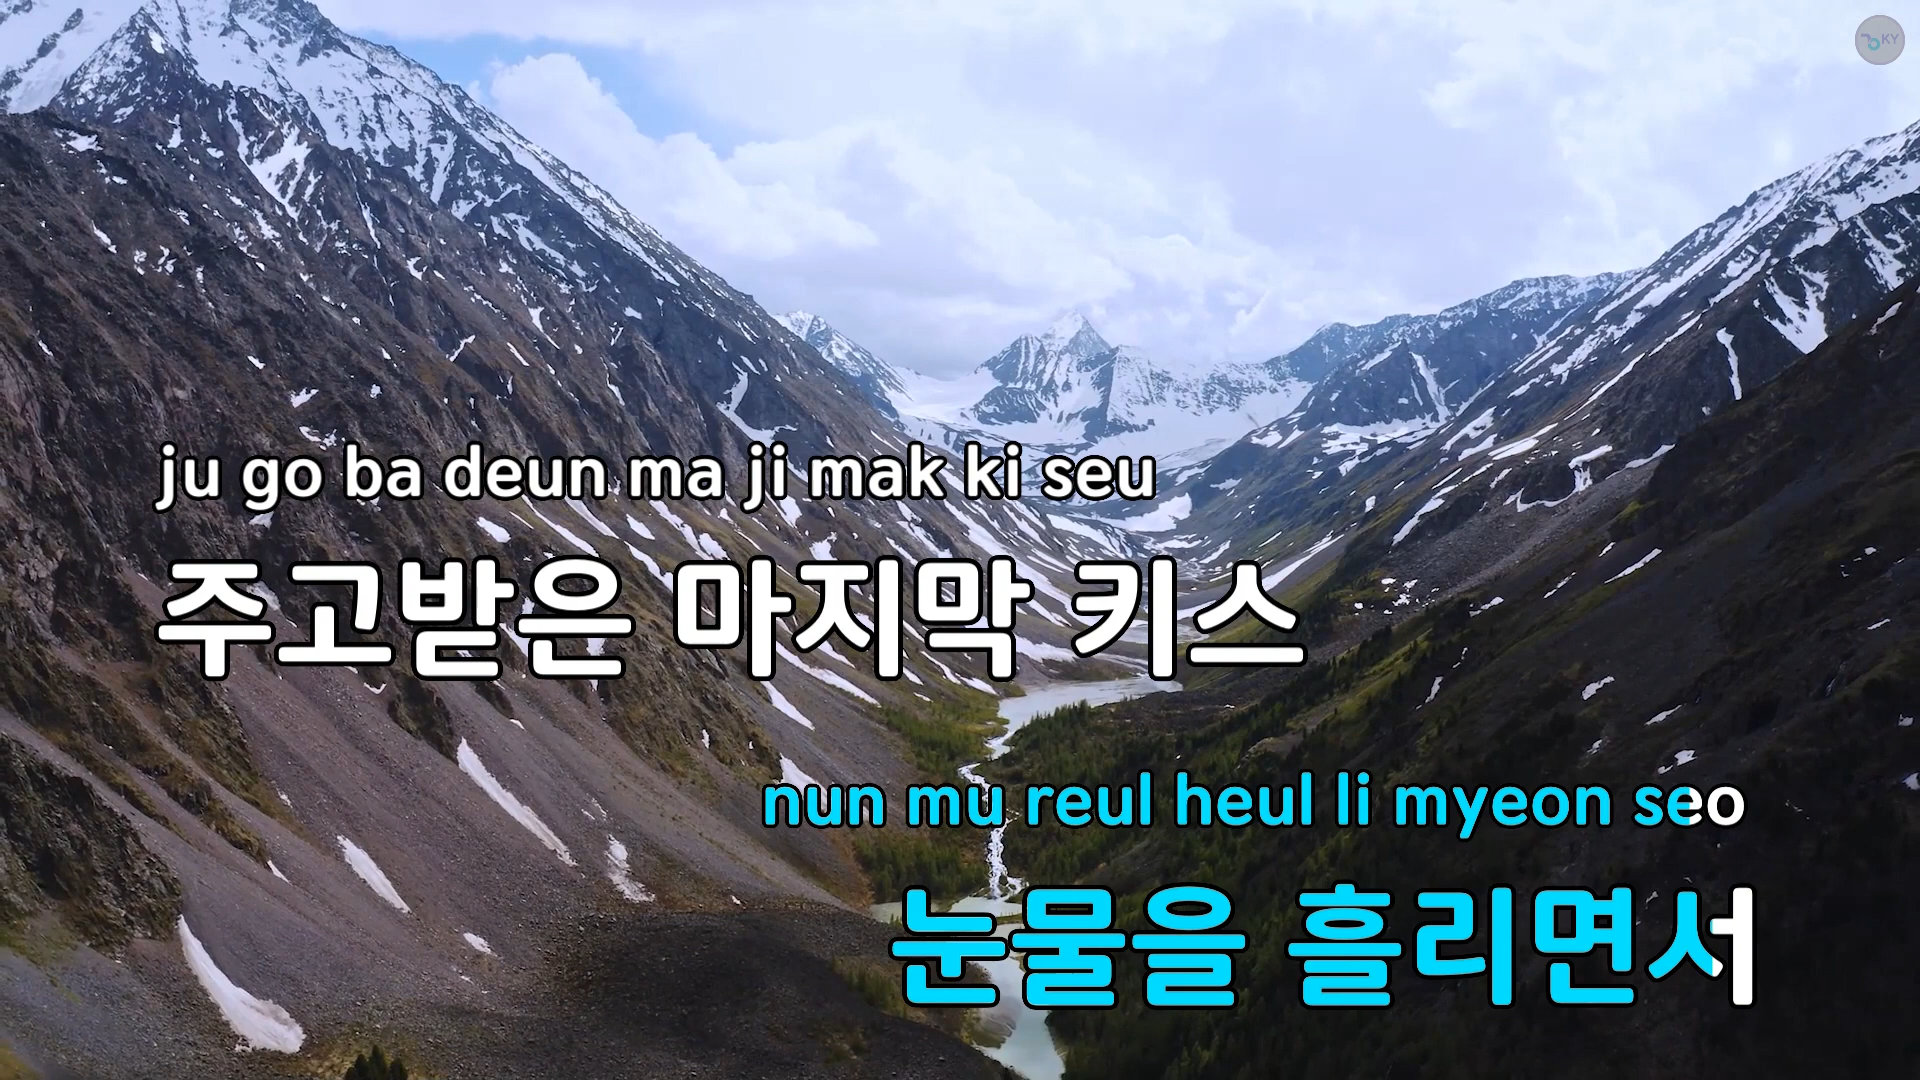 KY
ju go ba deun ma ji mak ki seu
주고받은 마지막 키스
nun mu reul heul li myeon seo
눈물을 흘리면서